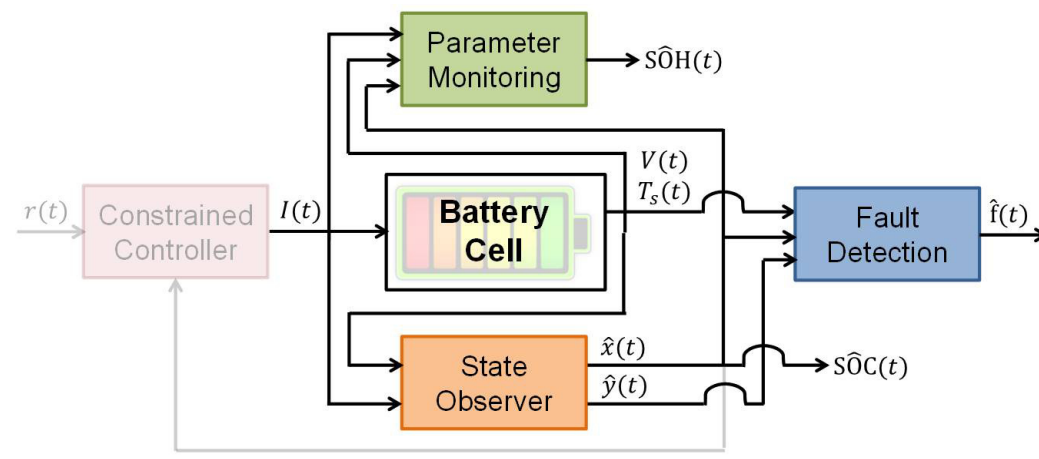 Parameter
Monitoring
SÔH(t)
V(t)
T_s(t)
r(t)
Constrained
Controller
I(t)
Battery
Cell
Fault
Detection
f̂(t)
State
Observer
x̂(t)
ŷ(t)
SÔC(t)